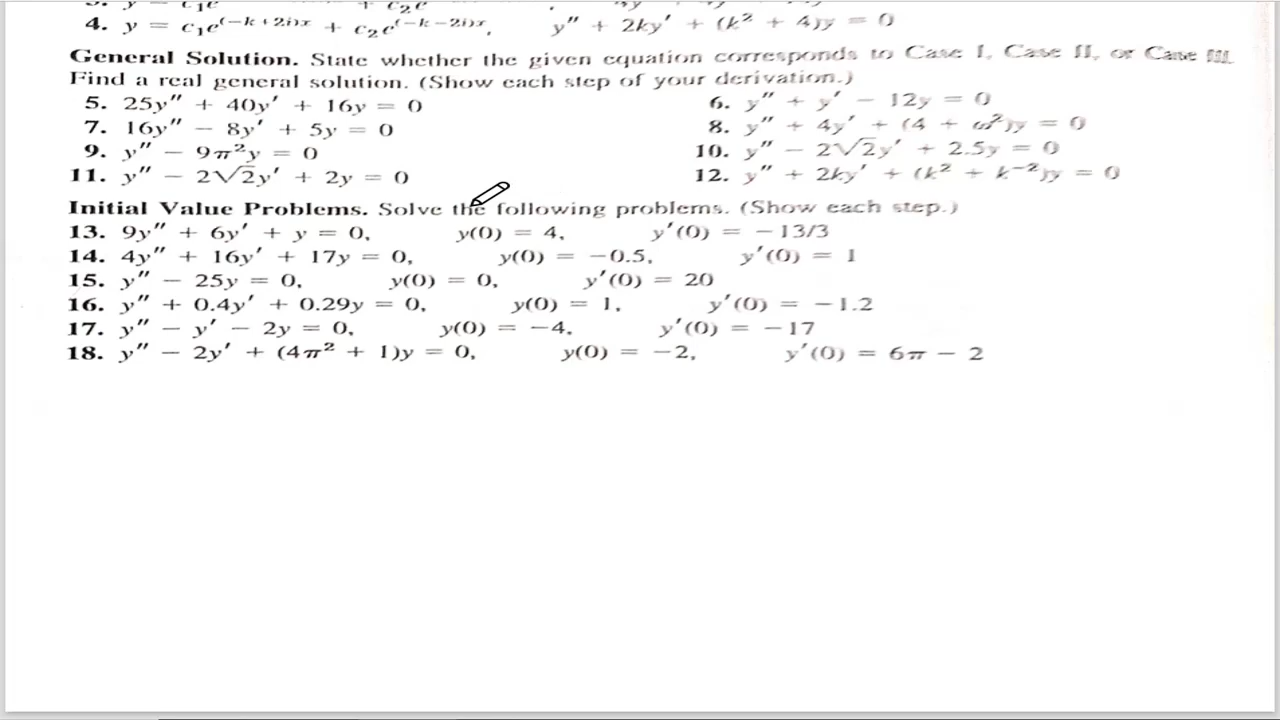 4. y = c₁e^(−k+2i)x + c₂e^(−k−2i)x, y″ + 2ky′ + (k² + 4)y = 0
General Solution. State whether the given equation corresponds to Case I, Case II, or Case III.
Find a real general solution. (Show each step of your derivation.)
5. 25y″ + 40y′ + 16y = 0 6. y″ + y′ − 12y = 0
7. 16y″ − 8y′ + 5y = 0 8. y″ + 4y′ + (4 + ω²)y = 0
9. y″ − 9π²y = 0 10. y″ − 2√2y′ + 2.5y = 0
11. y″ − 2√2y′ + 2y = 0 12. y″ + 2ky′ + (k² + k⁻²)y = 0
Initial Value Problems. Solve the following problems. (Show each step.)
13. 9y″ + 6y′ + y = 0, y(0) = 4, y′(0) = −13/3
14. 4y″ + 16y′ + 17y = 0, y(0) = −0.5, y′(0) = 1
15. y″ − 25y = 0, y(0) = 0, y′(0) = 20
16. y″ + 0.4y′ + 0.29y = 0, y(0) = 1, y′(0) = −1.2
17. y″ − y′ − 2y = 0, y(0) = −4, y′(0) = −17
18. y″ − 2y′ + (4π² + 1)y = 0, y(0) = −2, y′(0) = 6π − 2